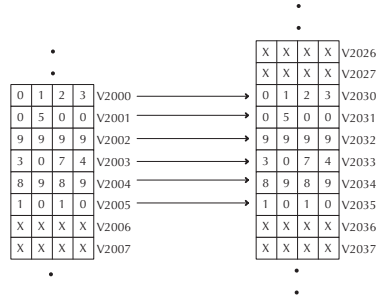 X X X X V2026
X X X X V2027
0 1 2 3 V2000 0 1 2 3 V2030
0 5 0 0 V2001 0 5 0 0 V2031
9 9 9 9 V2002 9 9 9 9 V2032
3 0 7 4 V2003 3 0 7 4 V2033
8 9 8 9 V2004 8 9 8 9 V2034
1 0 1 0 V2005 1 0 1 0 V2035
X X X X V2006 X X X X V2036
X X X X V2007 X X X X V2037